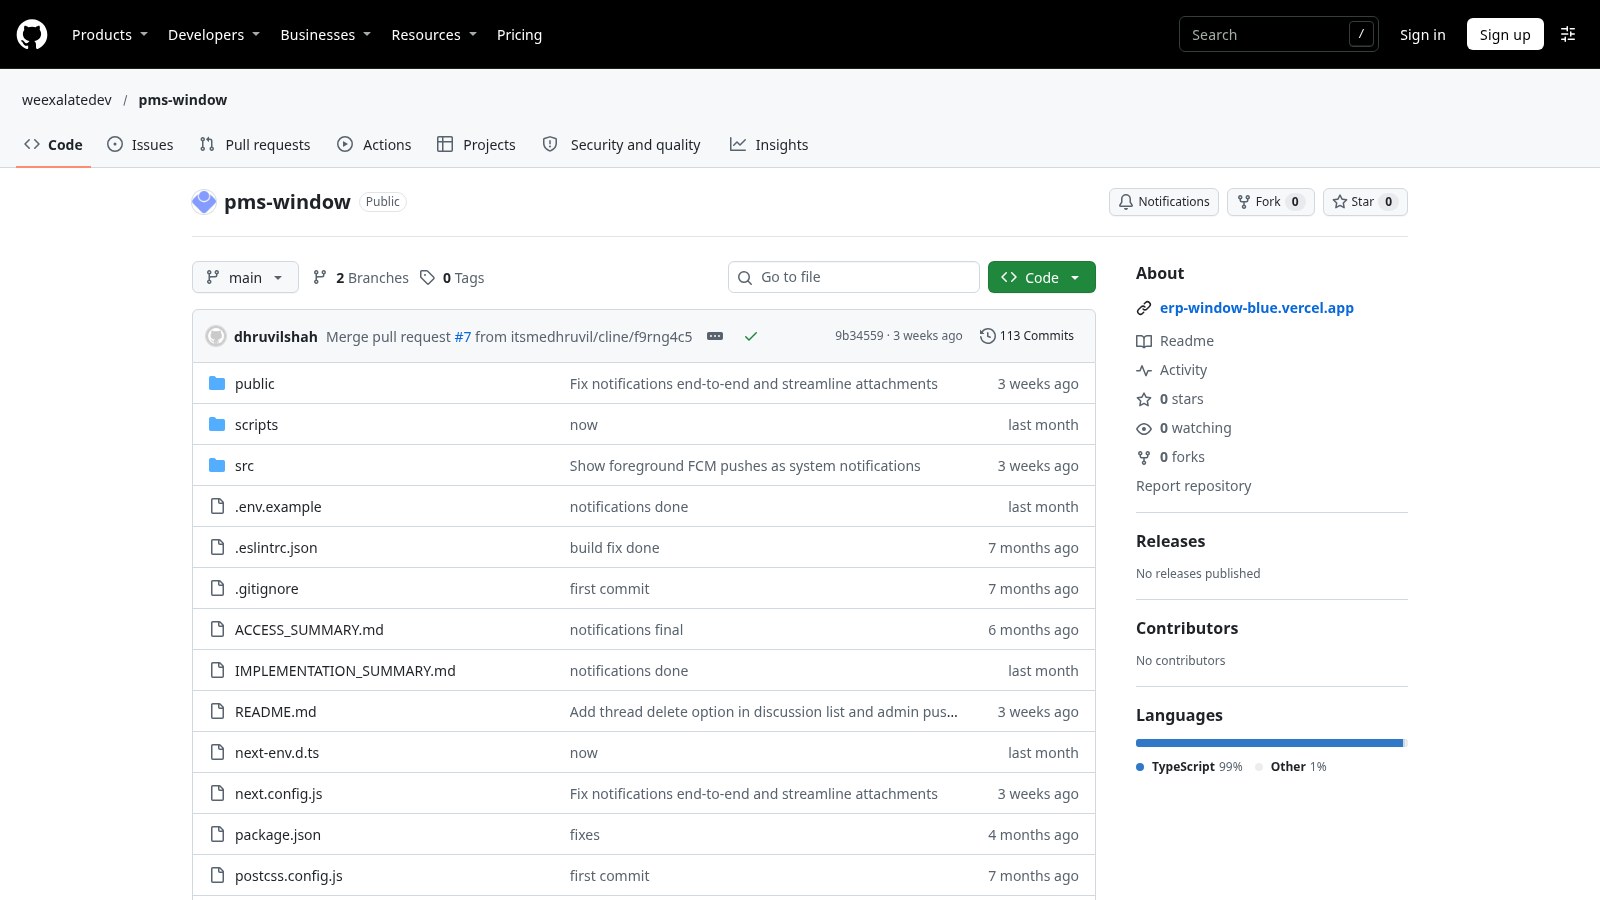 Products Developers Businesses Resources Pricing Search / Sign in Sign up
weexalatedev / pms-window
Code Issues Pull requests Actions Projects Security and quality Insights
pms-window Public Notifications Fork 0 Star 0
main 2 Branches 0 Tags Go to file Code
dhruvilshah Merge pull request #7 from itsmedhruvil/cline/f9rng4c5 9b34559 · 3 weeks ago 113 Commits
public Fix notifications end-to-end and streamline attachments 3 weeks ago
scripts now last month
src Show foreground FCM pushes as system notifications 3 weeks ago
.env.example notifications done last month
.eslintrc.json build fix done 7 months ago
.gitignore first commit 7 months ago
ACCESS_SUMMARY.md notifications final 6 months ago
IMPLEMENTATION_SUMMARY.md notifications done last month
README.md Add thread delete option in discussion list and admin pus... 3 weeks ago
next-env.d.ts now last month
next.config.js Fix notifications end-to-end and streamline attachments 3 weeks ago
package.json fixes 4 months ago
postcss.config.js first commit 7 months ago
About
erp-window-blue.vercel.app
Readme
Activity
0 stars
0 watching
0 forks
Report repository
Releases
No releases published
Contributors
No contributors
Languages
TypeScript 99% Other 1%